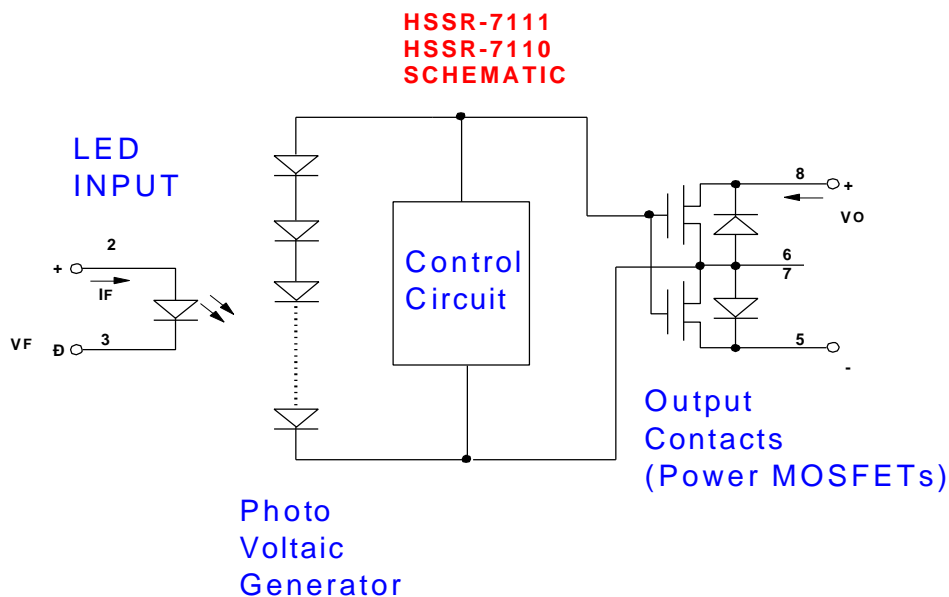 HSSR-7111
HSSR-7110
SCHEMATIC
LED
INPUT
2
+
IF
VF
Đ
3
Control
Circuit
8
+
VO
6
7
5
-
Output
Contacts
(Power MOSFETs)
Photo
Voltaic
Generator